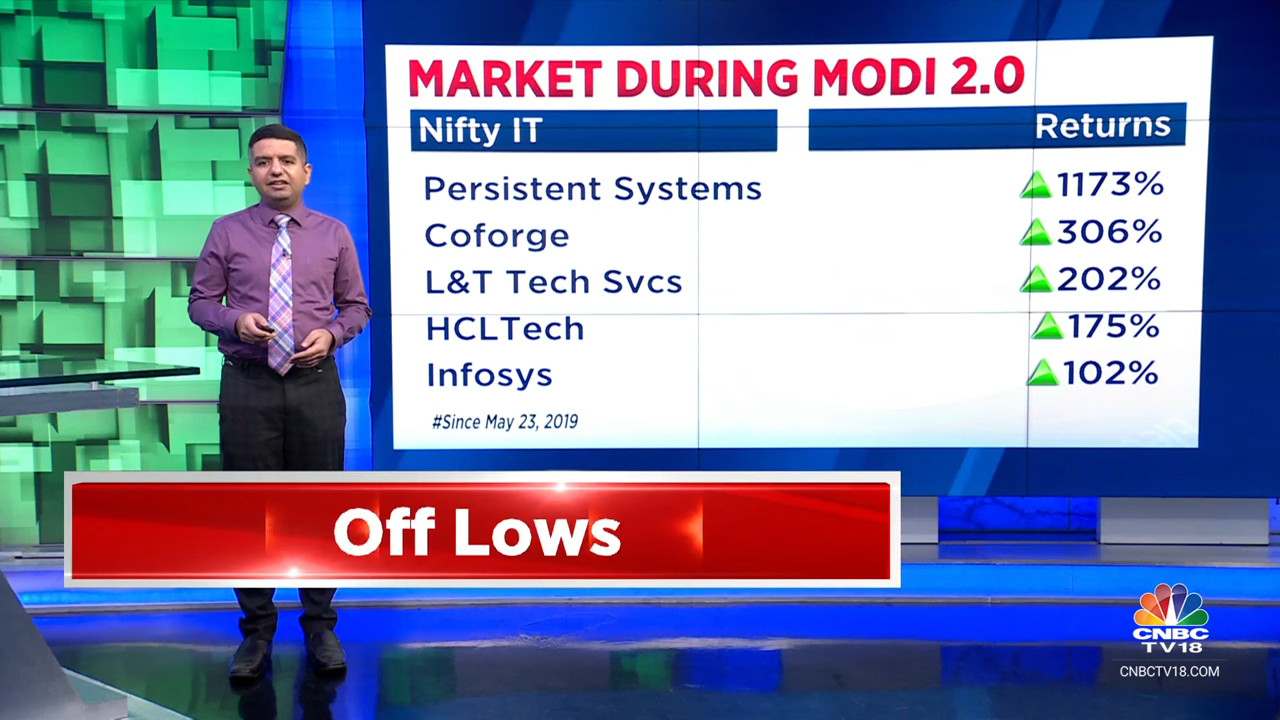 MARKET DURING MODI 2.0
Nifty IT Returns
Persistent Systems 1173%
Coforge 306%
L&T Tech Svcs 202%
HCLTech 175%
Infosys 102%
#Since May 23, 2019
Off Lows
CNBC
TV18
CNBCTV18.COM